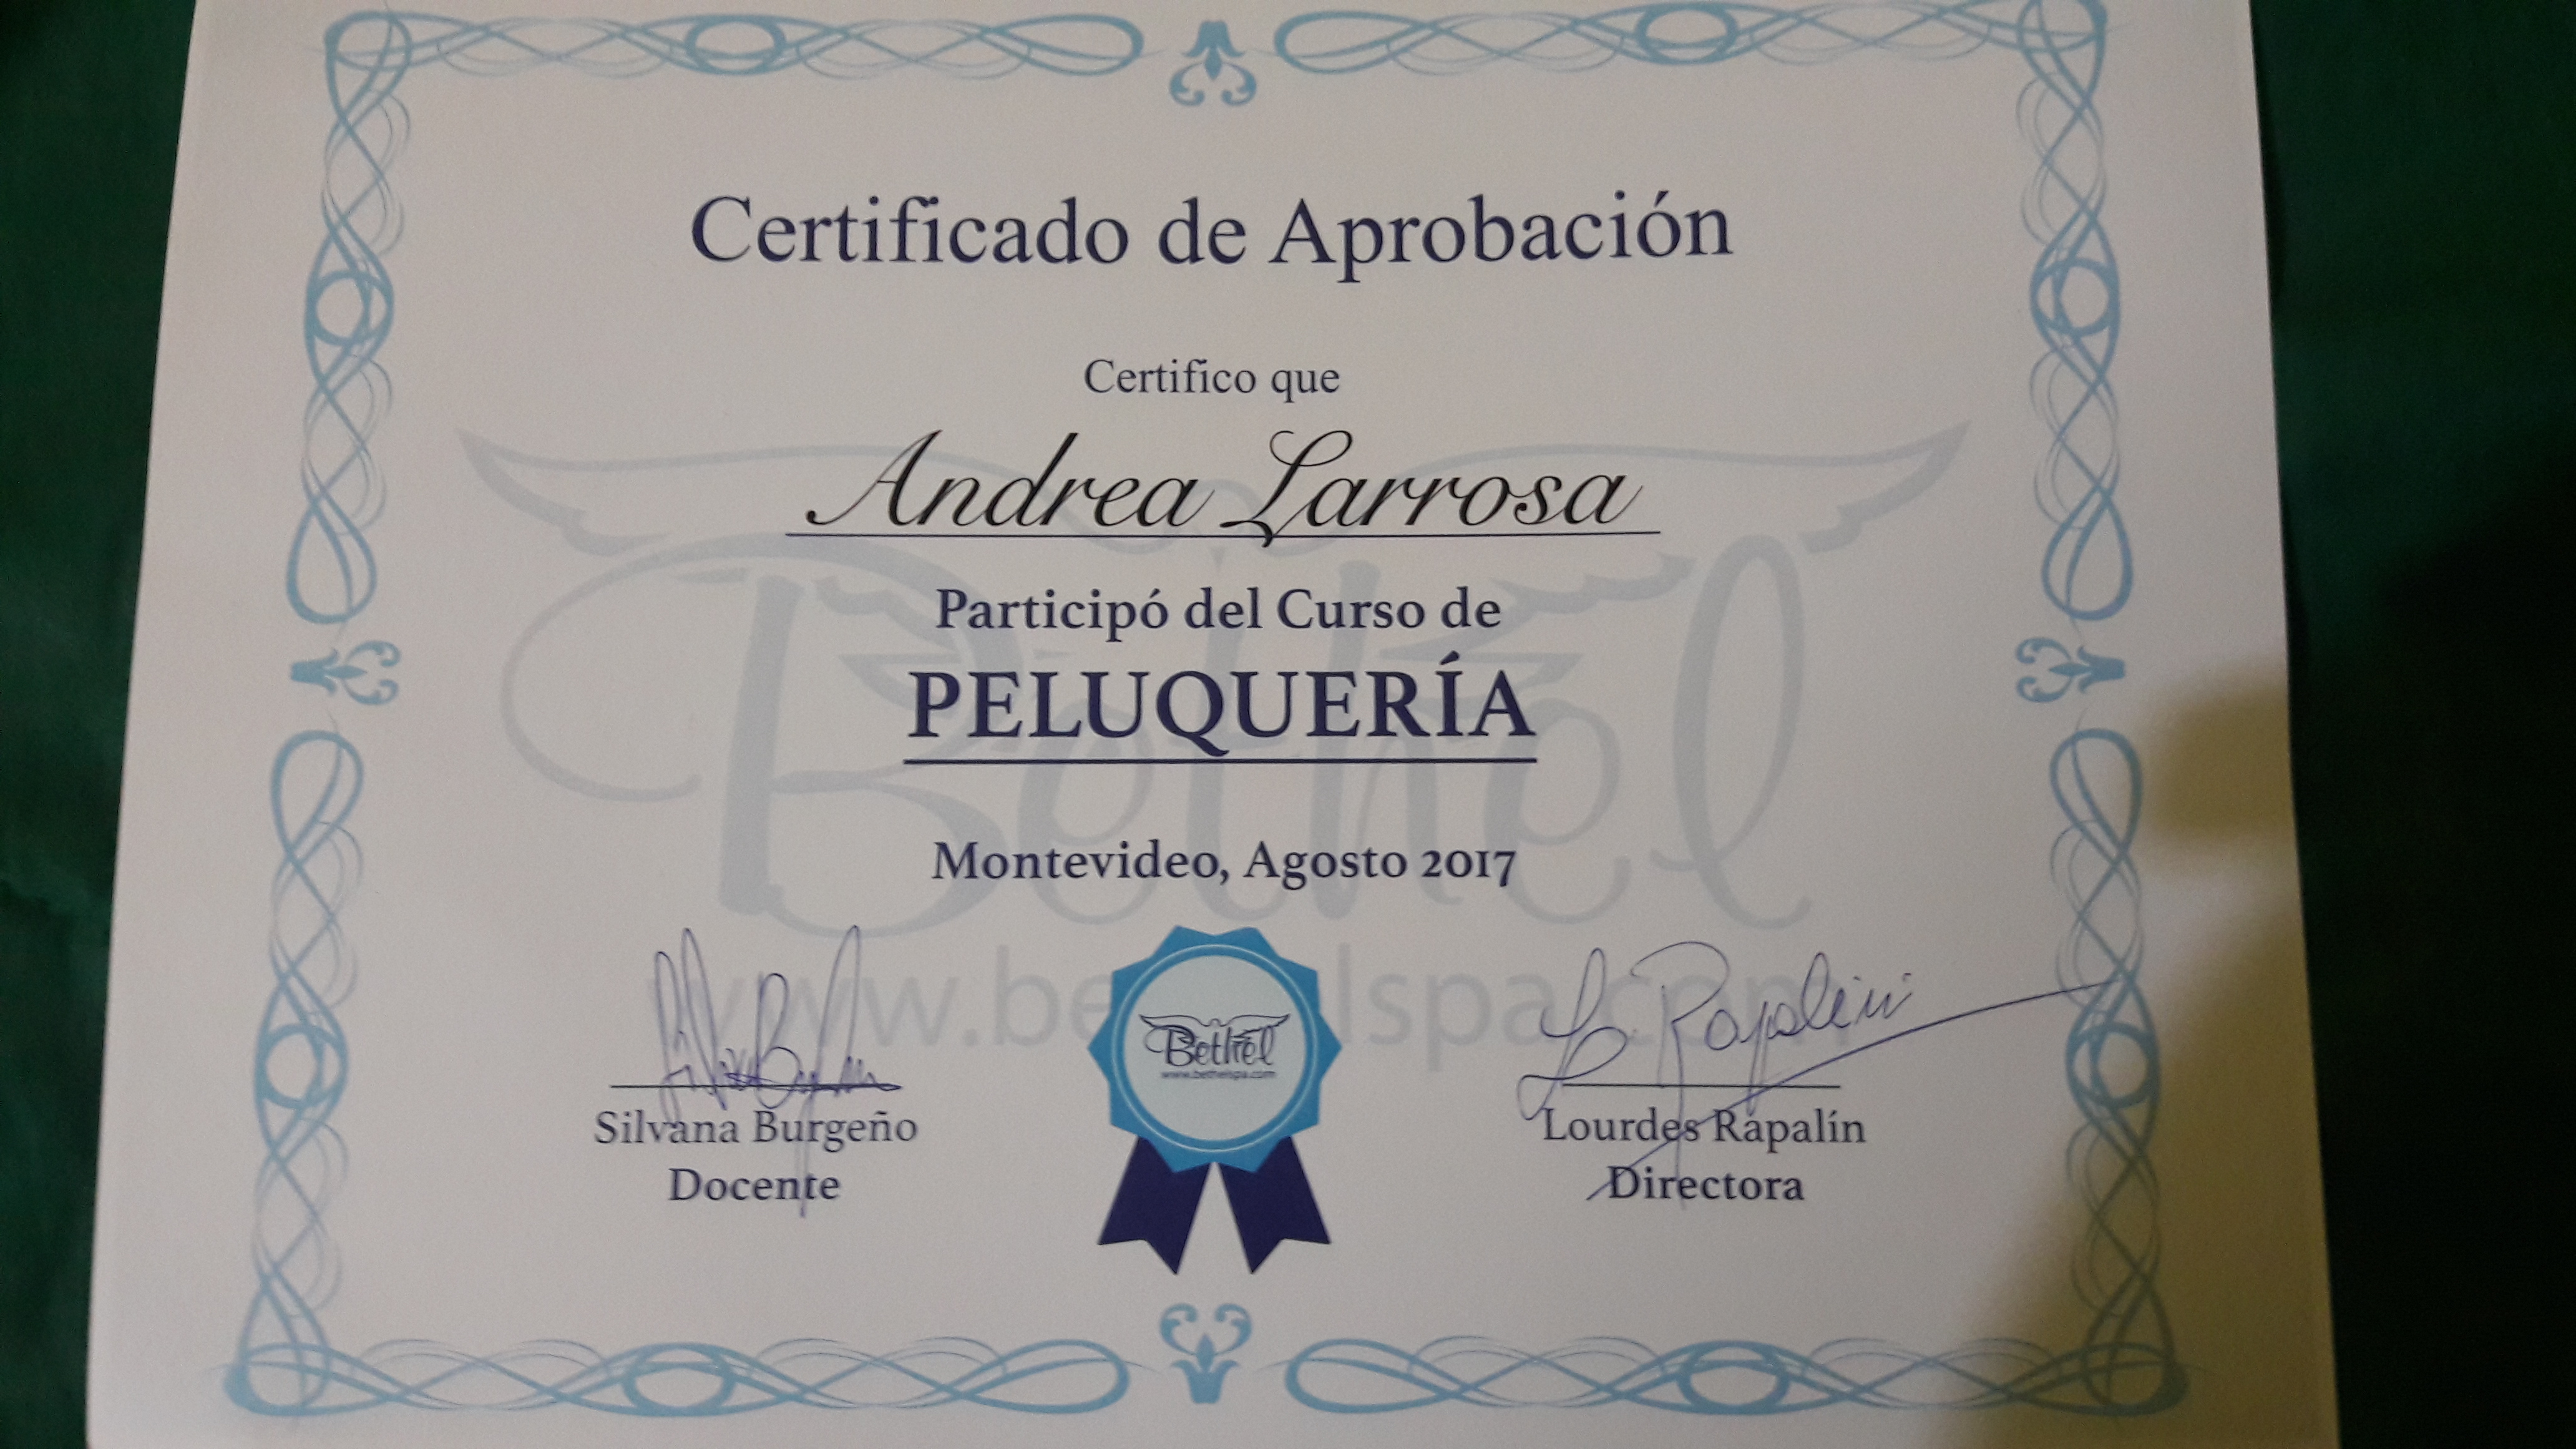 Certificado de Aprobación
Certifico que
Andrea Larrosa
Participó del Curso de
PELUQUERÍA
Montevideo, Agosto 2017
Bethel
www.bethelspa.com
Silvana Burgeño
Docente
Bethel
www.bethelspa.com
L. Rapalin
Lourdes Rapalin
Directora